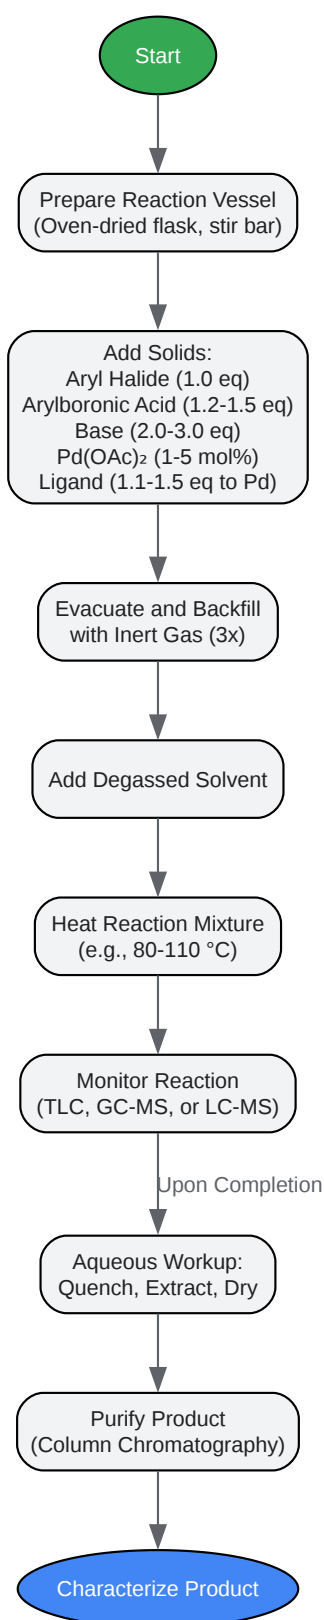 Start
Prepare Reaction Vessel
(Oven-dried flask, stir bar)
Add Solids:
Aryl Halide (1.0 eq)
Arylboronic Acid (1.2-1.5 eq)
Base (2.0-3.0 eq)
Pd(OAc)₂ (1-5 mol%)
Ligand (1.1-1.5 eq to Pd)
Evacuate and Backfill
with Inert Gas (3x)
Add Degassed Solvent
Heat Reaction Mixture
(e.g., 80-110 °C)
Monitor Reaction
(TLC, GC-MS, or LC-MS)
Upon Completion
Aqueous Workup:
Quench, Extract, Dry
Purify Product
(Column Chromatography)
Characterize Product